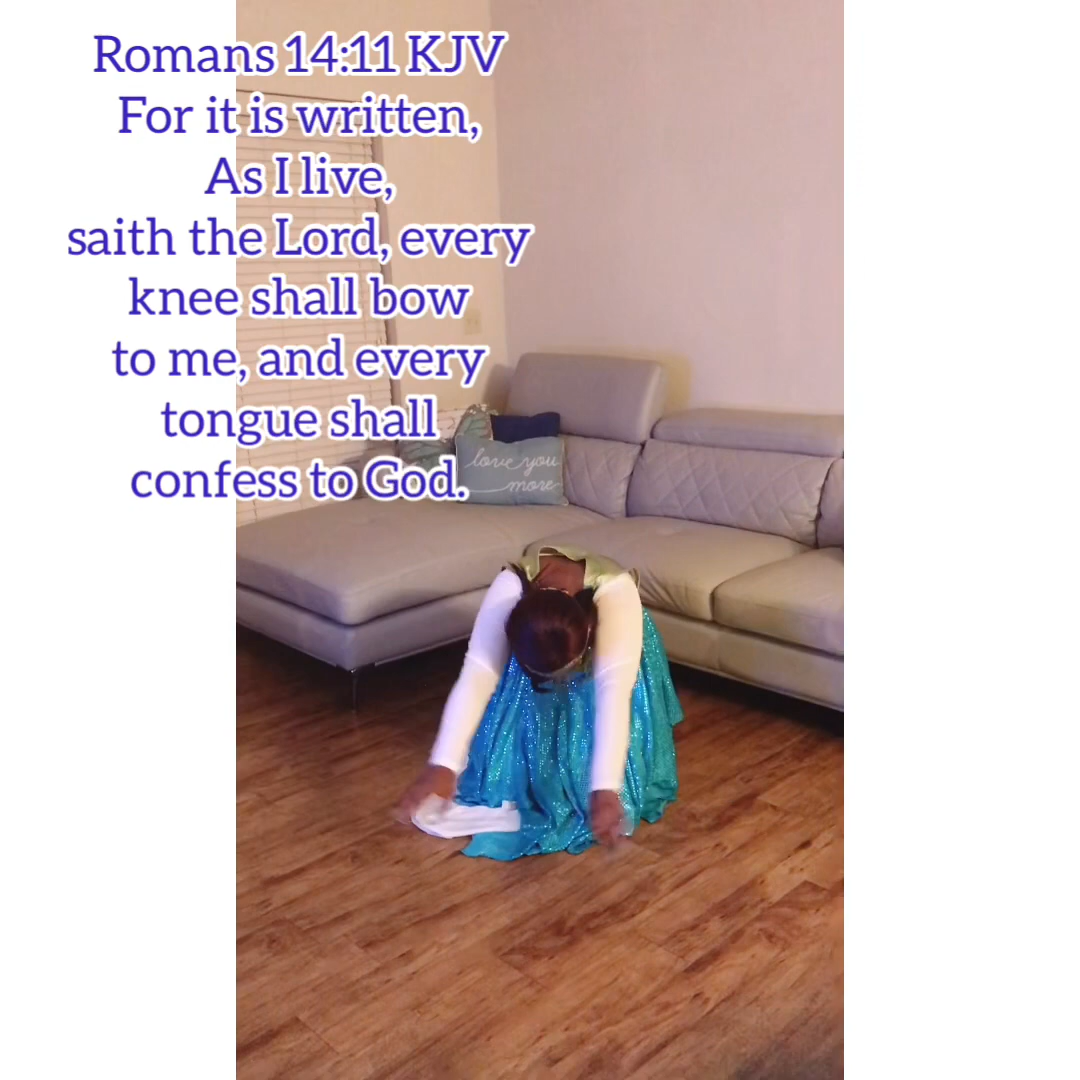 Romans 14:11 KJV
For it is written,
As I live,
saith the Lord, every
knee shall bow
to me, and every
tongue shall
confess to God.
love you
more